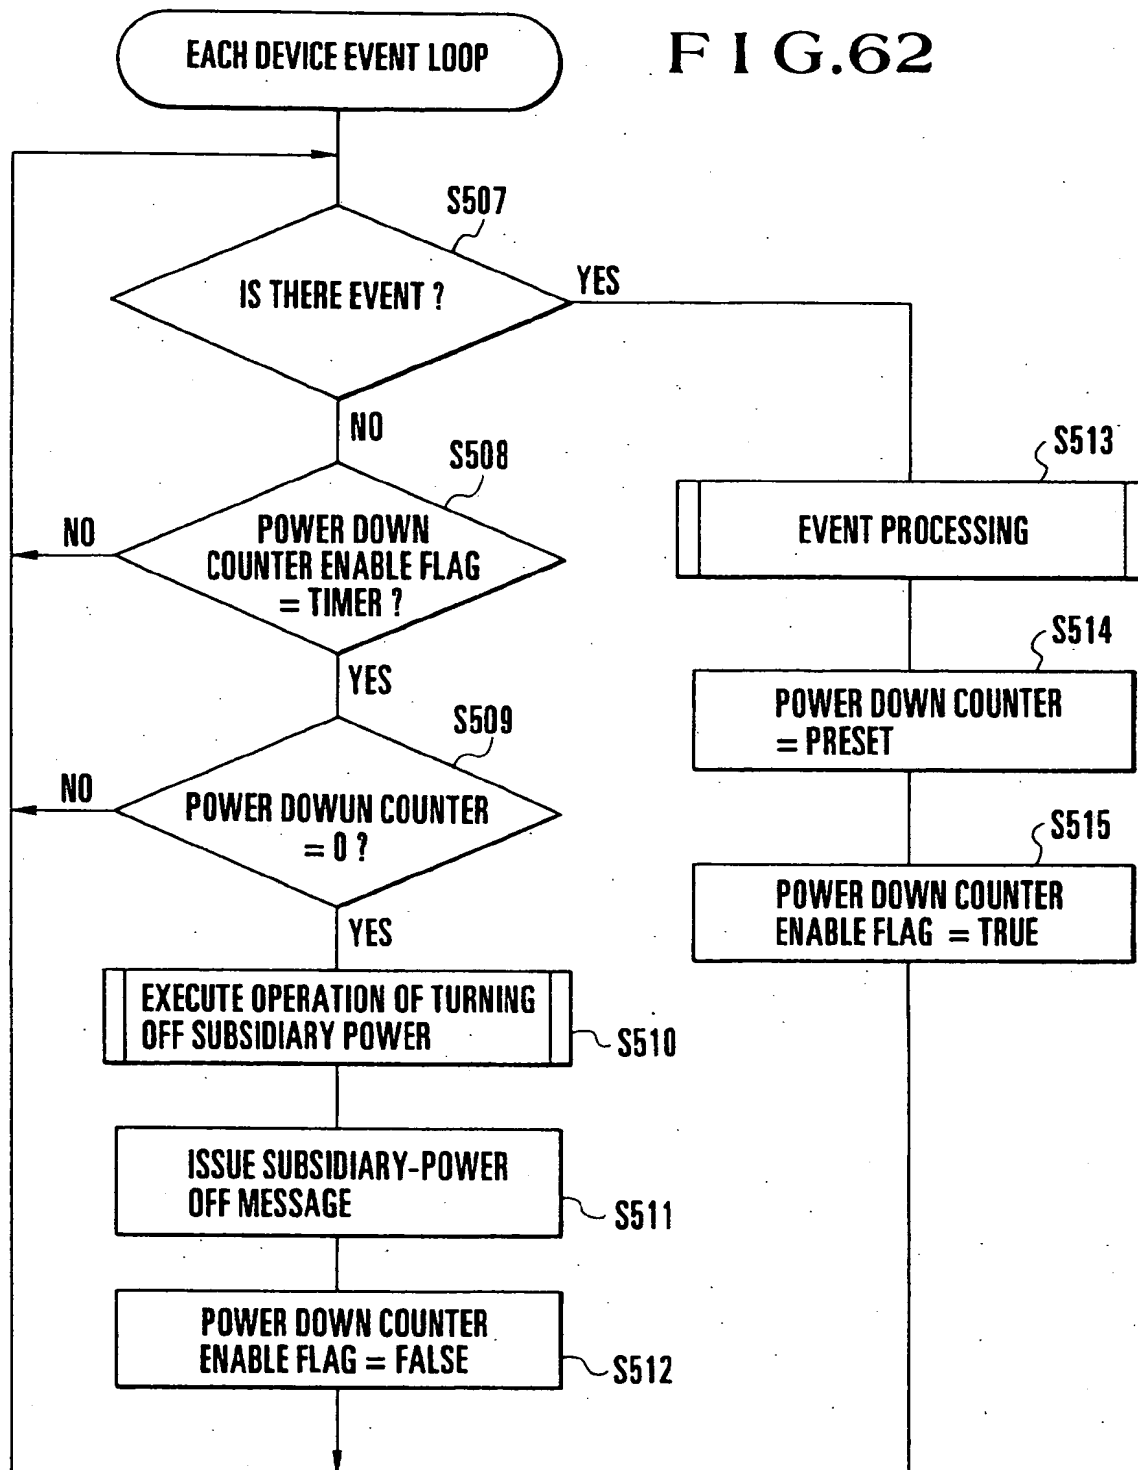 EACH DEVICE EVENT LOOP
F I G.62
S507
IS THERE EVENT ?
YES
NO
S508
POWER DOWN
COUNTER ENABLE FLAG
= TIMER ?
NO
YES
S509
POWER DOWUN COUNTER
= 0 ?
NO
YES
EXECUTE OPERATION OF TURNING
OFF SUBSIDIARY POWER
S510
ISSUE SUBSIDIARY-POWER
OFF MESSAGE
S511
POWER DOWN COUNTER
ENABLE FLAG = FALSE
S512
S513
EVENT PROCESSING
S514
POWER DOWN COUNTER
= PRESET
S515
POWER DOWN COUNTER
ENABLE FLAG = TRUE